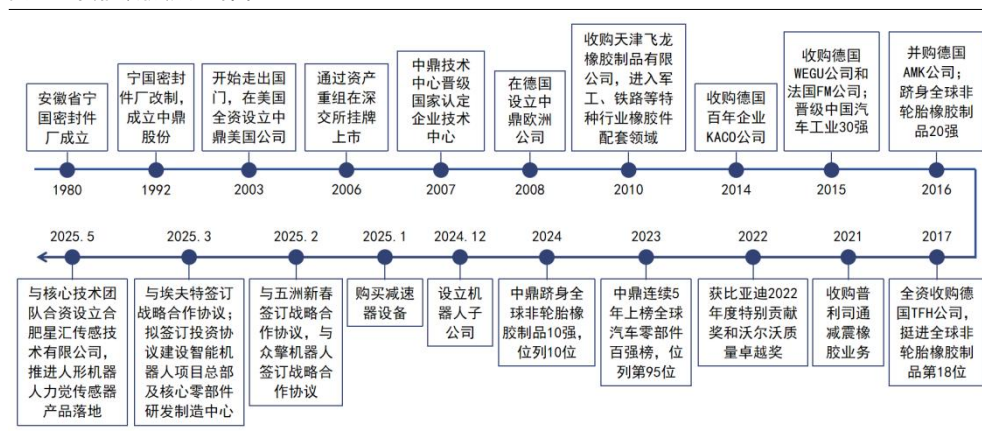 安徽省宁
国密封件
厂成立
宁国密封
件厂改制，
成立中鼎
股份
开始走出国
门，在美国
全资设立中
鼎美国公司
通过资产
重组在深
交所挂牌
上市
中鼎技术
中心晋级
国家认定
企业技术
中心
在德国
设立中
鼎欧洲
公司
收购天津飞龙
橡胶制品有限
公司，进入军
工、铁路等特
种行业橡胶件
配套领域
收购德国
百年企业
KACO公司
收购德国
WEGU公司和
法国FM公司；
晋级中国汽
车工业30强
并购德国
AMK公司；
跻身全球非
轮胎橡胶制
品20强
1980
1992
2003
2006
2007
2008
2010
2014
2015
2016
2025.5
2025.3
2025.2
2025.1
2024.12
2024
2023
2022
2021
2017
与核心技术团
队合资设立合
肥星汇传感技
术有限公司，
推进人形机器
人力觉传感器
产品落地
与埃夫特签订
战略合作协议；
拟签订投资协
议建设智能机
器人项目总部
及核心零部件
研发制造中心
与五洲新春
签订战略合
作协议，与
众擎机器人
签订战略合
作协议
购买减速
器设备
设立机
器人子
公司
中鼎跻身全
球非轮胎橡
胶制品10强，
位列10位
中鼎连续5
年上榜全球
汽车零部件
百强榜，位
列第95位
获比亚迪2022
年度特别贡献
奖和沃尔沃质
量卓越奖
收购普
利司通
减震橡
胶业务
全资收购德
国TFH公司，
挺进全球非
轮胎橡胶制
品第18位